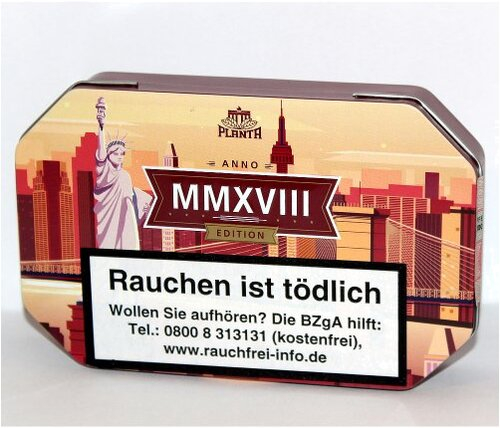 PLANTA
ANNO
MMXVIII
EDITION
Rauchen ist tödlich
Wollen Sie aufhören? Die BZgA hilft:
Tel.: 0800 8 313131 (kostenfrei),
www.rauchfrei-info.de